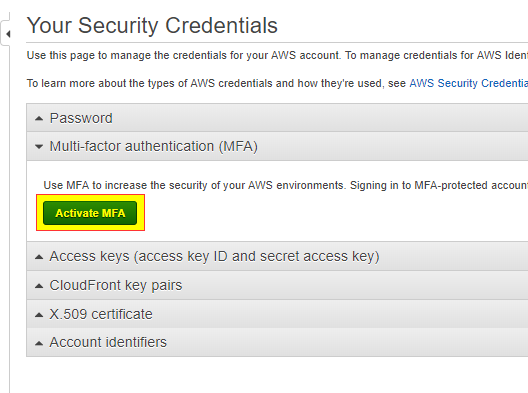 Your Security Credentials
Use this page to manage the credentials for your AWS account. To manage credentials for AWS
To learn more about the types of AWS credentials and how they're used, see AWS Security
Password
Multi-factor authentication (MFA)
Use MFA to increase the security of your AWS environments. Signing in to MFA-protected
Activate MFA
Access keys (access key ID and secret access key)
CloudFront key pairs
X.509 certificate
Account identifiers